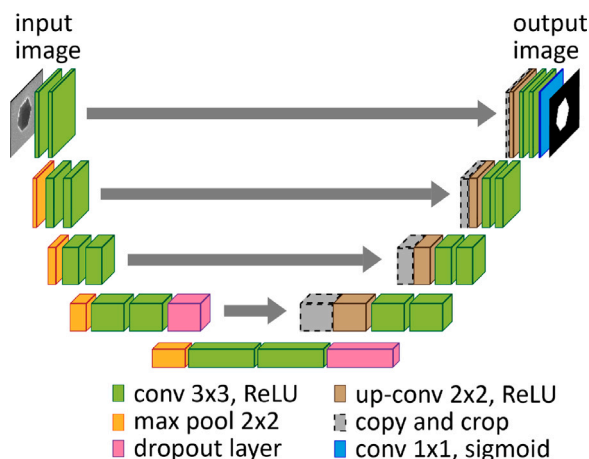 input
image
output
image
conv 3x3, ReLU
max pool 2x2
dropout layer
up-conv 2x2, ReLU
copy and crop
conv 1x1, sigmoid